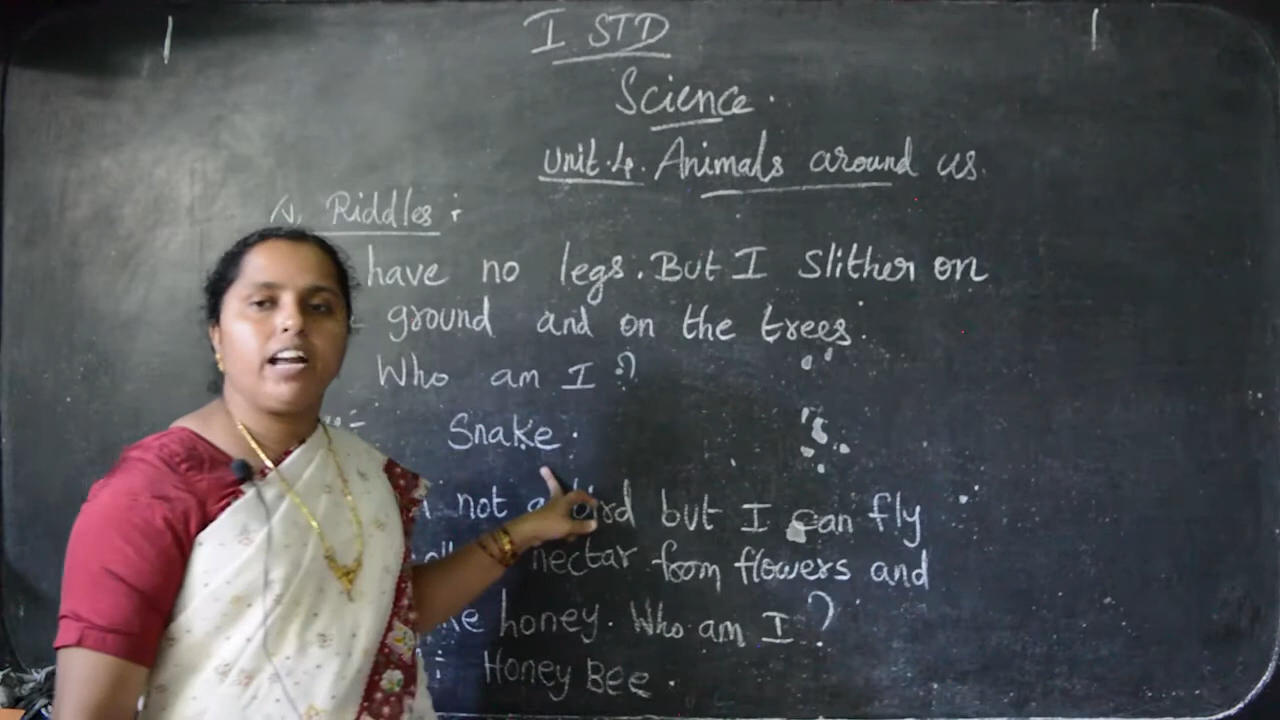 I STD
Science.
Unit.4. Animals around us.
Riddles:
have no legs. But I slither on
ground and on the trees.
Who am I?
Snake.
not a bird but I can fly
nectar from flowers and
honey. Who am I?
Honey Bee.